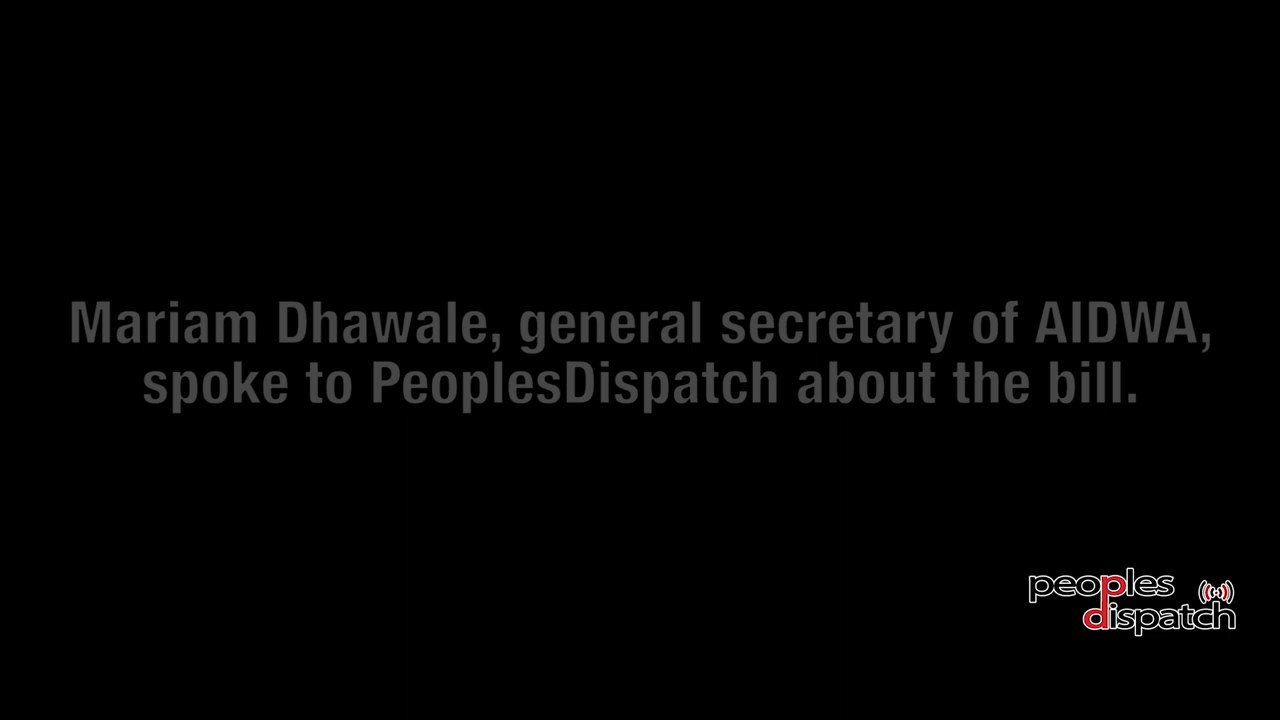 Mariam Dhawale, general secretary of AIDWA,
spoke to PeoplesDispatch about the bill.
peoples
dispatch